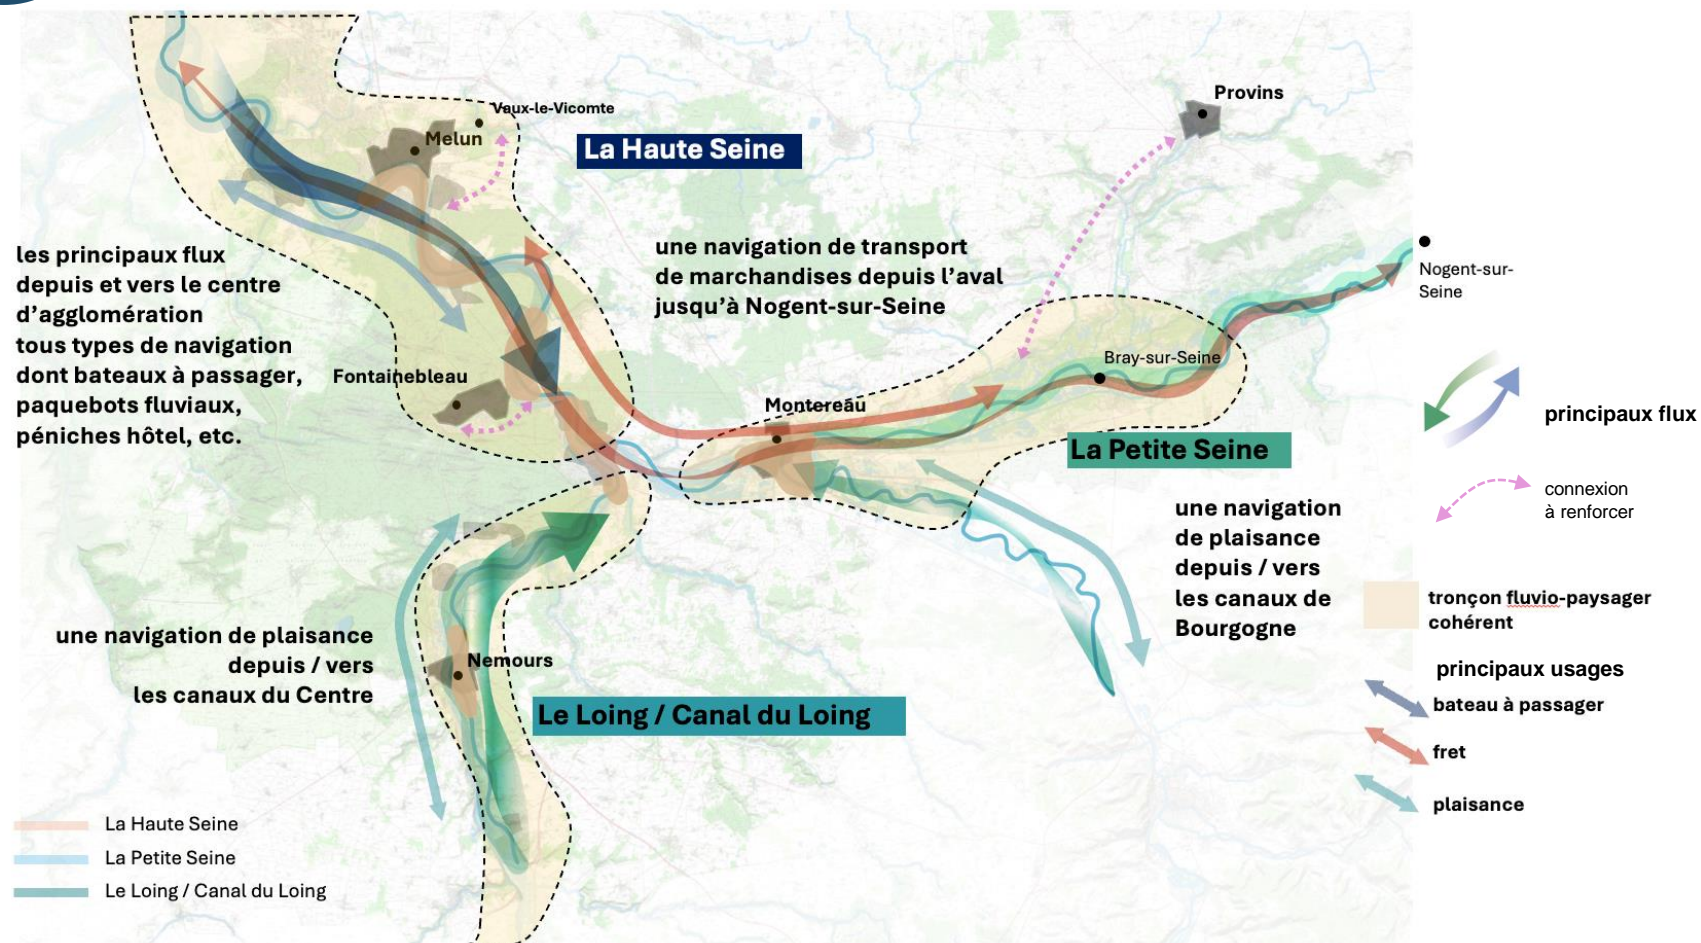 Vaux-le-Vicomte
Melun
La Haute Seine
Provins
les principaux flux
depuis et vers le centre
d’agglomération
tous types de navigation
dont bateaux à passager,
paquebots fluviaux,
péniches hôtel, etc.
une navigation de transport
de marchandises depuis l’aval
jusqu’à Nogent-sur-Seine
Nogent-sur-
Seine
Fontainebleau
Bray-sur-Seine
Montereau
La Petite Seine
principaux flux
connexion
à renforcer
une navigation
de plaisance
depuis / vers
les canaux de
Bourgogne
tronçon fluvio-paysager
cohérent
une navigation de plaisance
depuis / vers
les canaux du Centre
Nemours
Le Loing / Canal du Loing
principaux usages
bateau à passager
fret
plaisance
La Haute Seine
La Petite Seine
Le Loing / Canal du Loing